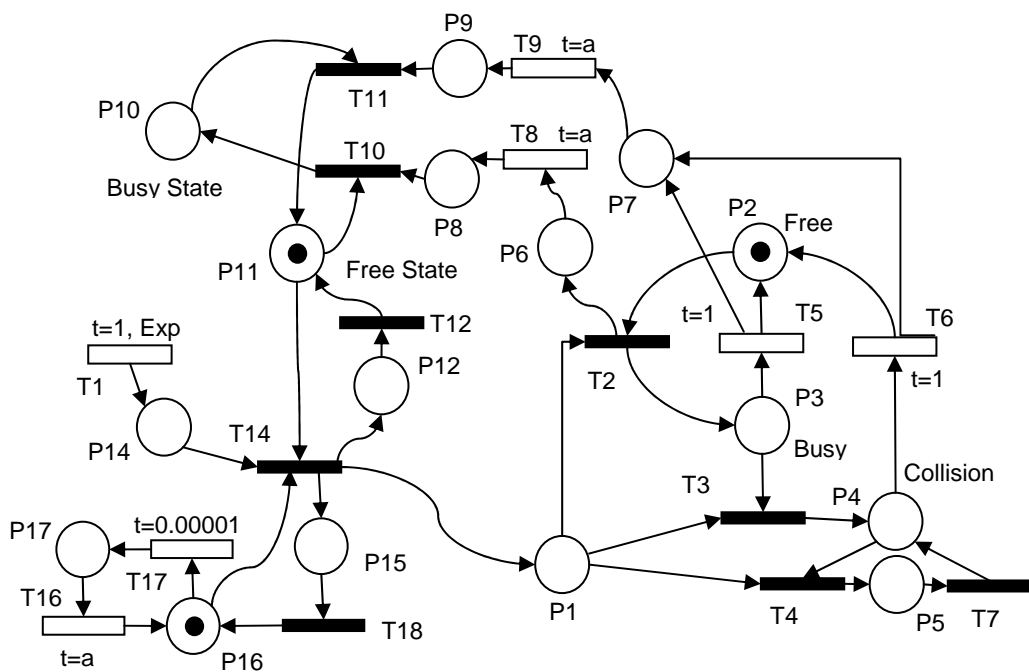 P9
T9 t=a
T11
P10
T8 t=a
T10
Busy State
P8
P7
P2
Free
P6
P11
Free State
t=1, Exp
T12
t=1
T5
T6
T1
P12
T2
t=1
P3
P14
T14
Busy
Collision
T3
P4
P17
t=0.00001
P15
T17
T16
P1
T4
P5
T7
T18
t=a
P16